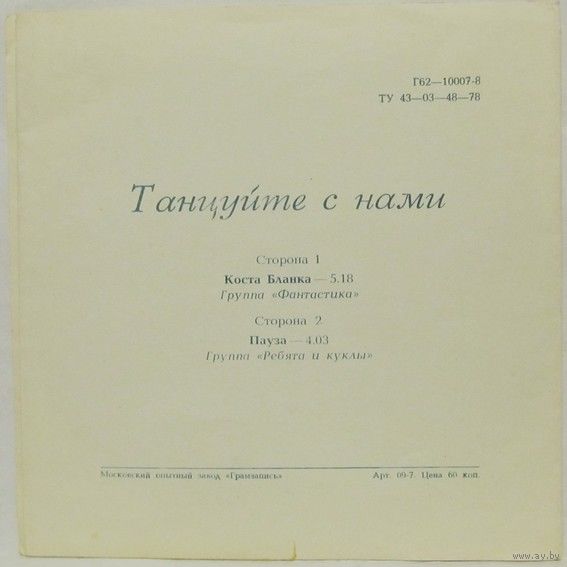 Г62—10007-8
ТУ 43—03—48—78
Танцуйте с нами
Сторона 1
Коста Бланка — 5.18
Группа «Фантастика»
Сторона 2
Пауза — 4.03
Группа «Ребята и куклы»
Московский опытный завод «Грамзапись»
Арт. 09-7. Цена 60 коп.
www.ay.by